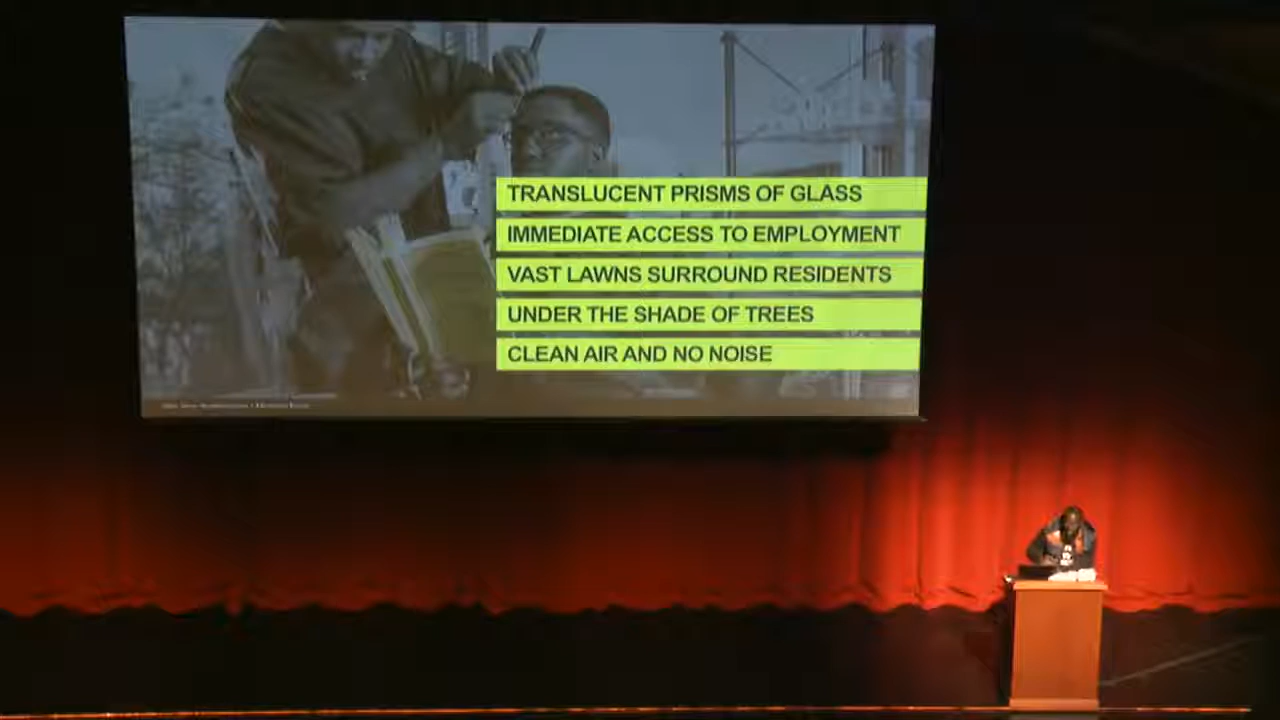 TRANSLUCENT PRISMS OF GLASS
IMMEDIATE ACCESS TO EMPLOYMENT
VAST LAWNS SURROUND RESIDENTS
UNDER THE SHADE OF TREES
CLEAN AIR AND NO NOISE